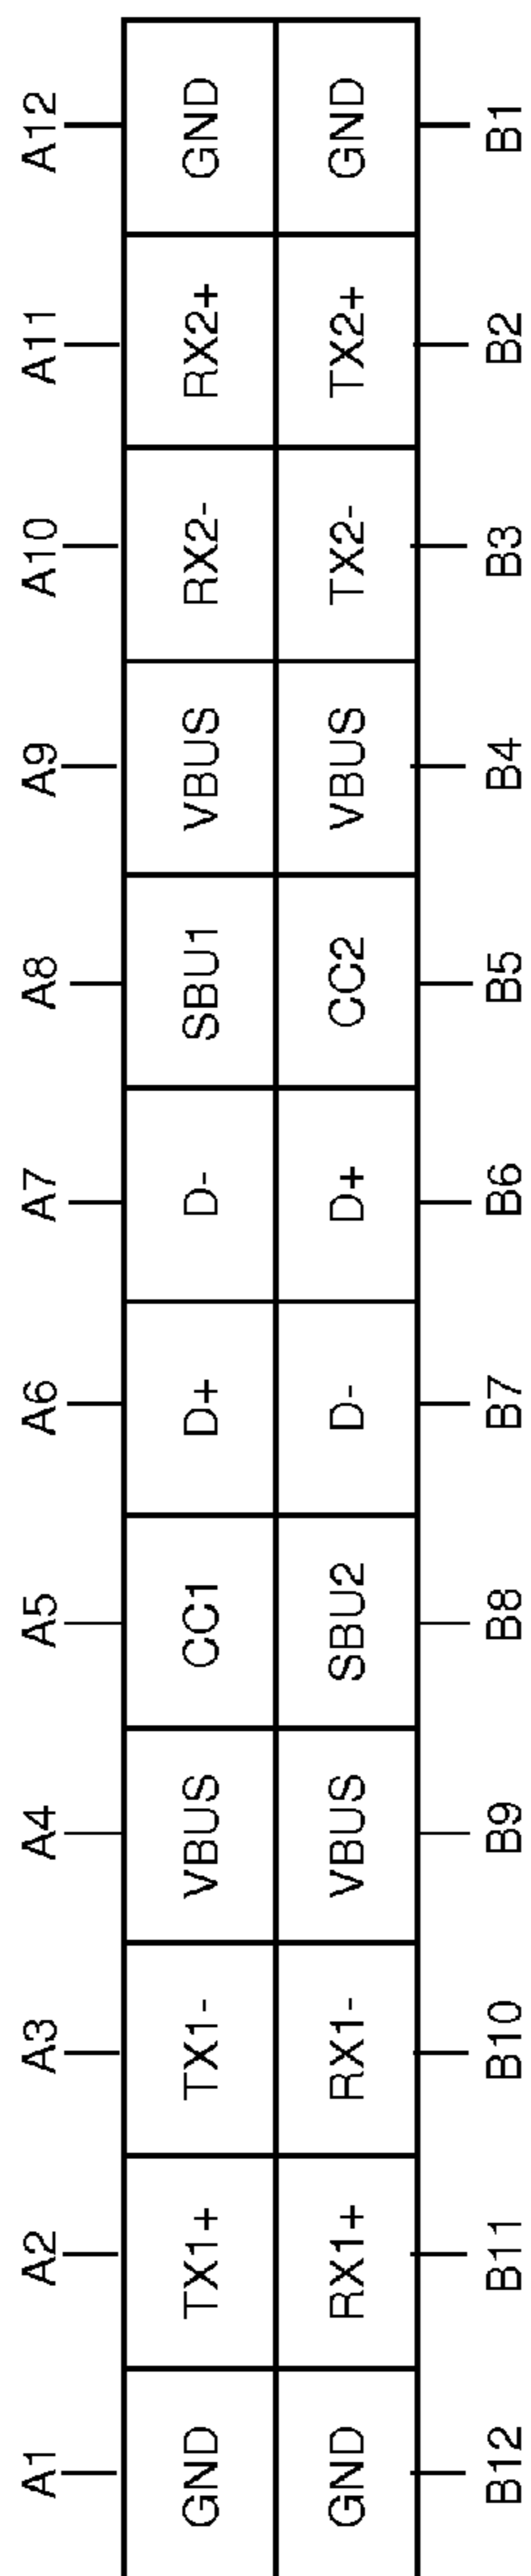 A1 A2 A3 A4 A5 A6 A7 A8 A9 A10 A11 A12
GND TX1+ TX1- VBUS CC1 D+ D- SBU1 VBUS RX2- RX2+ GND
GND RX1+ RX1- VBUS SBU2 D- D+ CC2 VBUS TX2- TX2+ GND
B12 B11 B10 B9 B8 B7 B6 B5 B4 B3 B2 B1